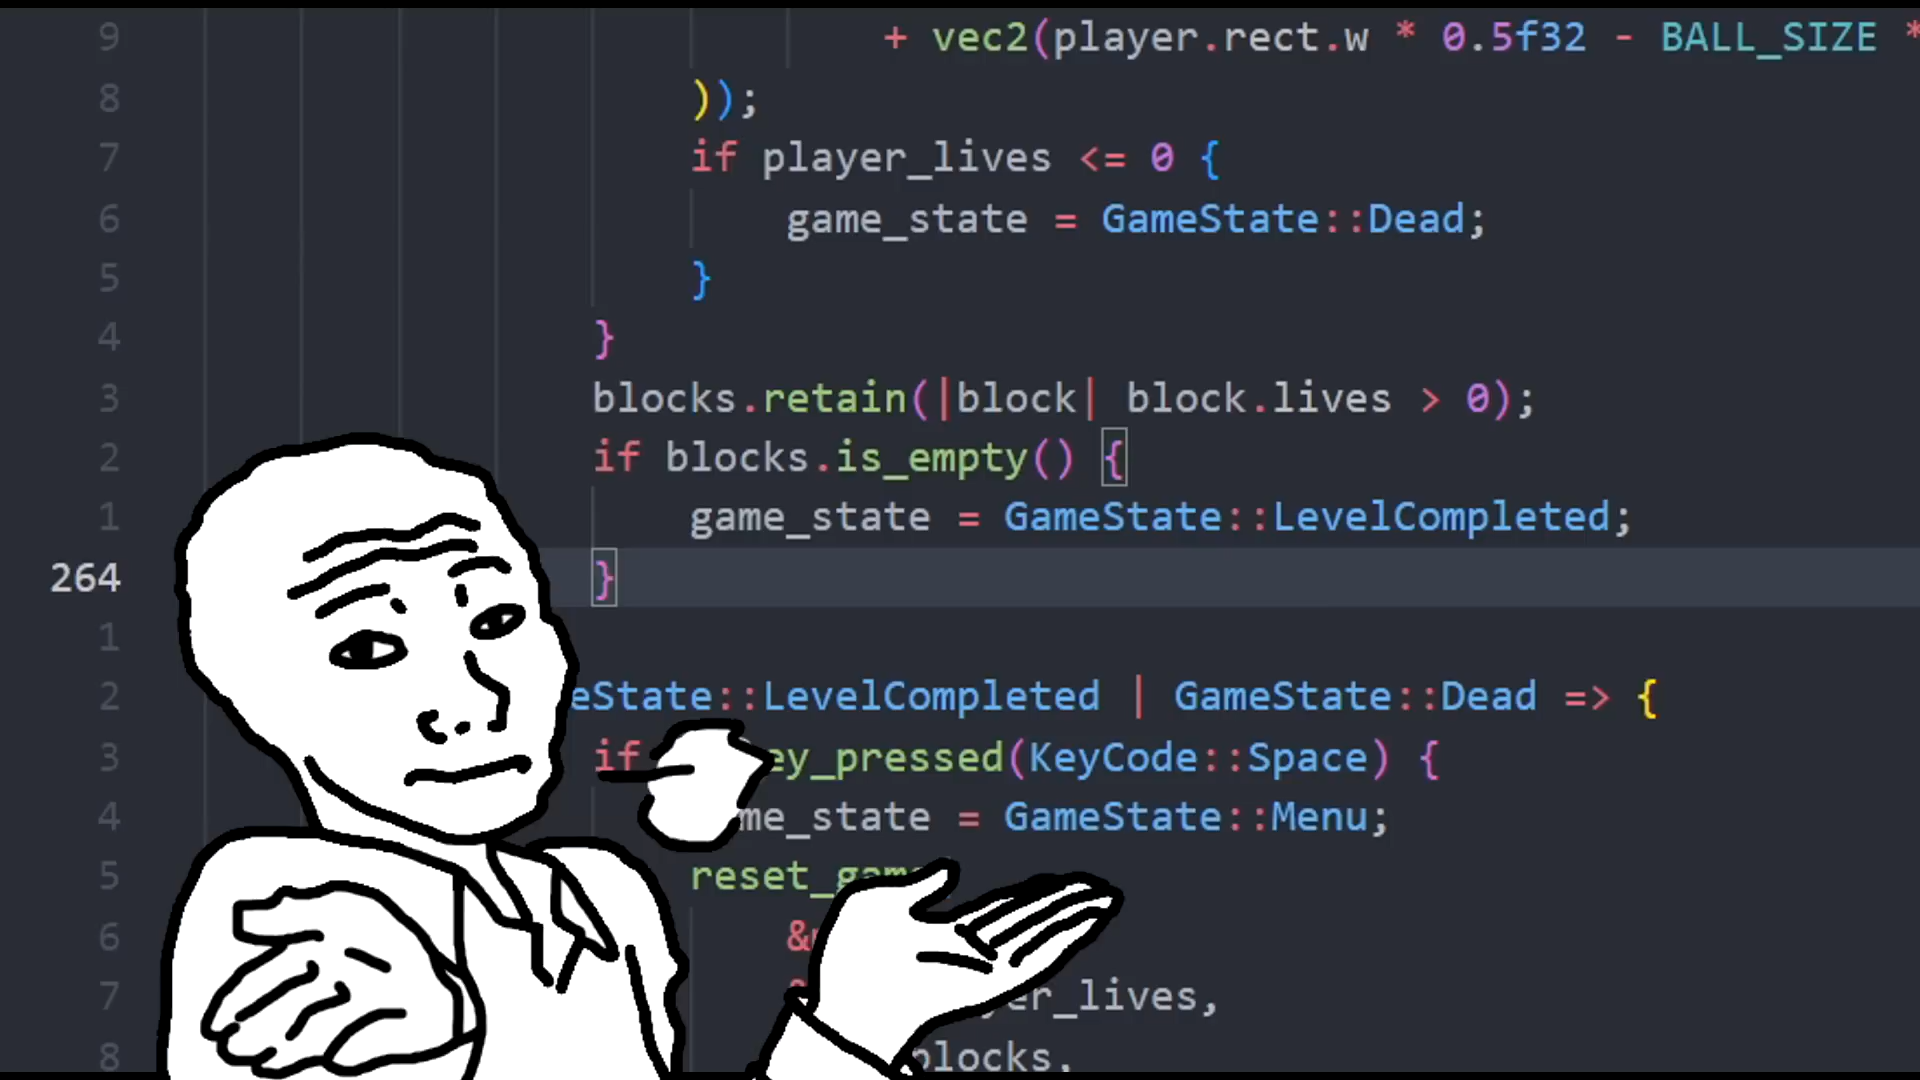 9 + vec2(player.rect.w * 0.5f32 - BALL_SIZE *
8 ));
7 if player_lives <= 0 {
6 game_state = GameState::Dead;
5 }
4 }
3 blocks.retain(|block| block.lives > 0);
2 if blocks.is_empty() {
1 game_state = GameState::LevelCompleted;
264 }
1
2 eState::LevelCompleted | GameState::Dead => {
3 if ey_pressed(KeyCode::Space) {
4 me_state = GameState::Menu;
5 reset_game
6 &
7 er_lives,
8 blocks,